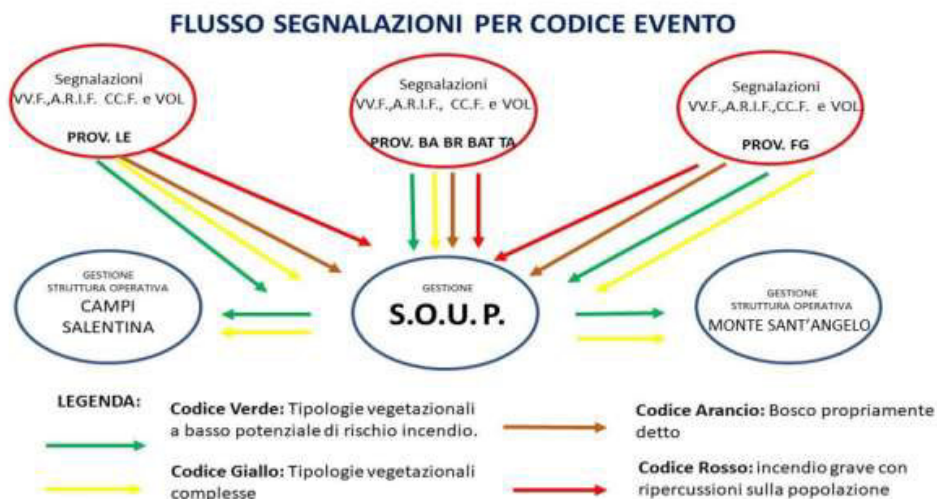 FLUSSO SEGNALAZIONI PER CODICE EVENTO
Segnalazioni
VV.F.,A.R.I.F. CC.F. e VOL
PROV. LE
Segnalazioni
VV.F.,A.R.I.F., CC.F. e VOL
PROV. BA BR BAT TA
Segnalazioni
VV.F.,A.R.I.F.,CC.F. e VOL
PROV. FG
GESTIONE
STRUTTURA OPERATIVA
CAMPI
SALENTINA
GESTIONE
S.O.U.P.
GESTIONE
STRUTTURA OPERATIVA
MONTE SANT'ANGELO
LEGENDA:
Codice Verde: Tipologie vegetazionali
a basso potenziale di rischio incendio.
Codice Giallo: Tipologie vegetazionali
complesse
Codice Arancio: Bosco propriamente
detto
Codice Rosso: incendio grave con
ripercussioni sulla popolazione